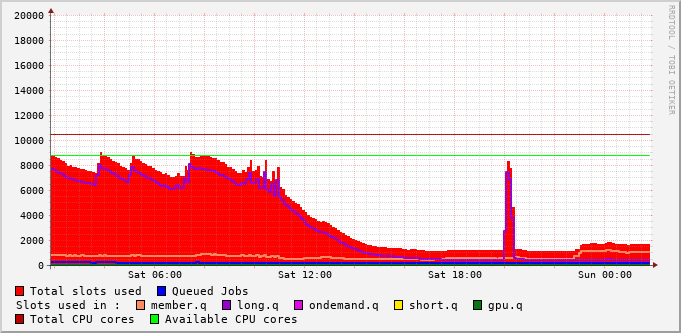 RRDTOOL / TOBI OETIKER
20000
18000
16000
14000
12000
10000
8000
6000
4000
2000
0
Sat 06:00 Sat 12:00 Sat 18:00 Sun 00:00
Total slots used Queued Jobs
Slots used in : member.q long.q ondemand.q short.q gpu.q
Total CPU cores Available CPU cores